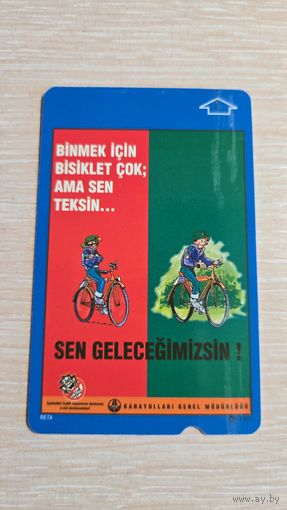 BİNMEK İÇİN
BİSİKLET ÇOK;
AMA SEN
TEKSİN...
SEN GELECEĞİMİZSİN !
KARAYOLLARI GENEL MÜDÜRLÜĞÜ
RETA
www.ay.by